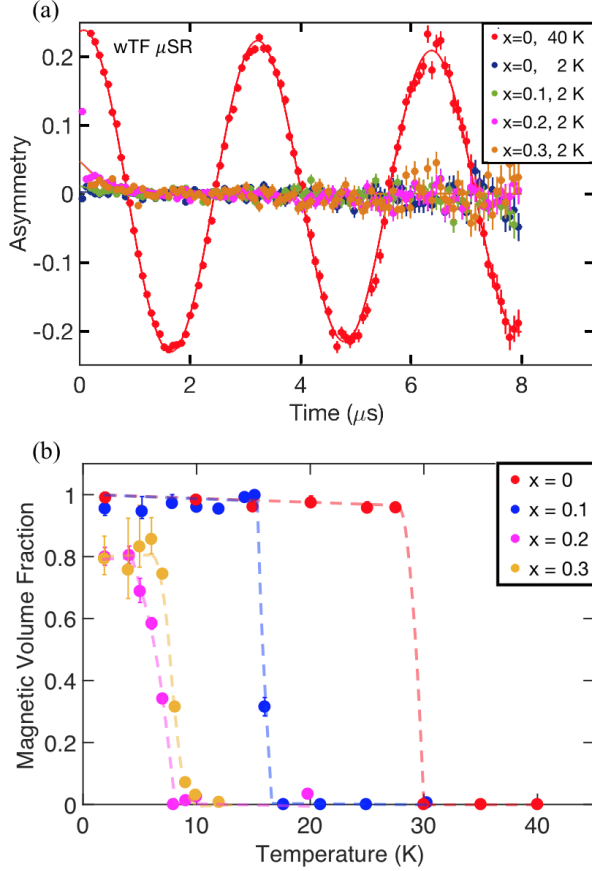 (a)
wTF μSR
x=0, 40 K
x=0, 2 K
x=0.1, 2 K
x=0.2, 2 K
x=0.3, 2 K
0.2
0.1
0
-0.1
-0.2
Asymmetry
0 2 4 6 8
Time (μs)
(b)
x = 0
x = 0.1
x = 0.2
x = 0.3
1
0.8
0.6
0.4
0.2
0
Magnetic Volume Fraction
0 10 20 30 40
Temperature (K)